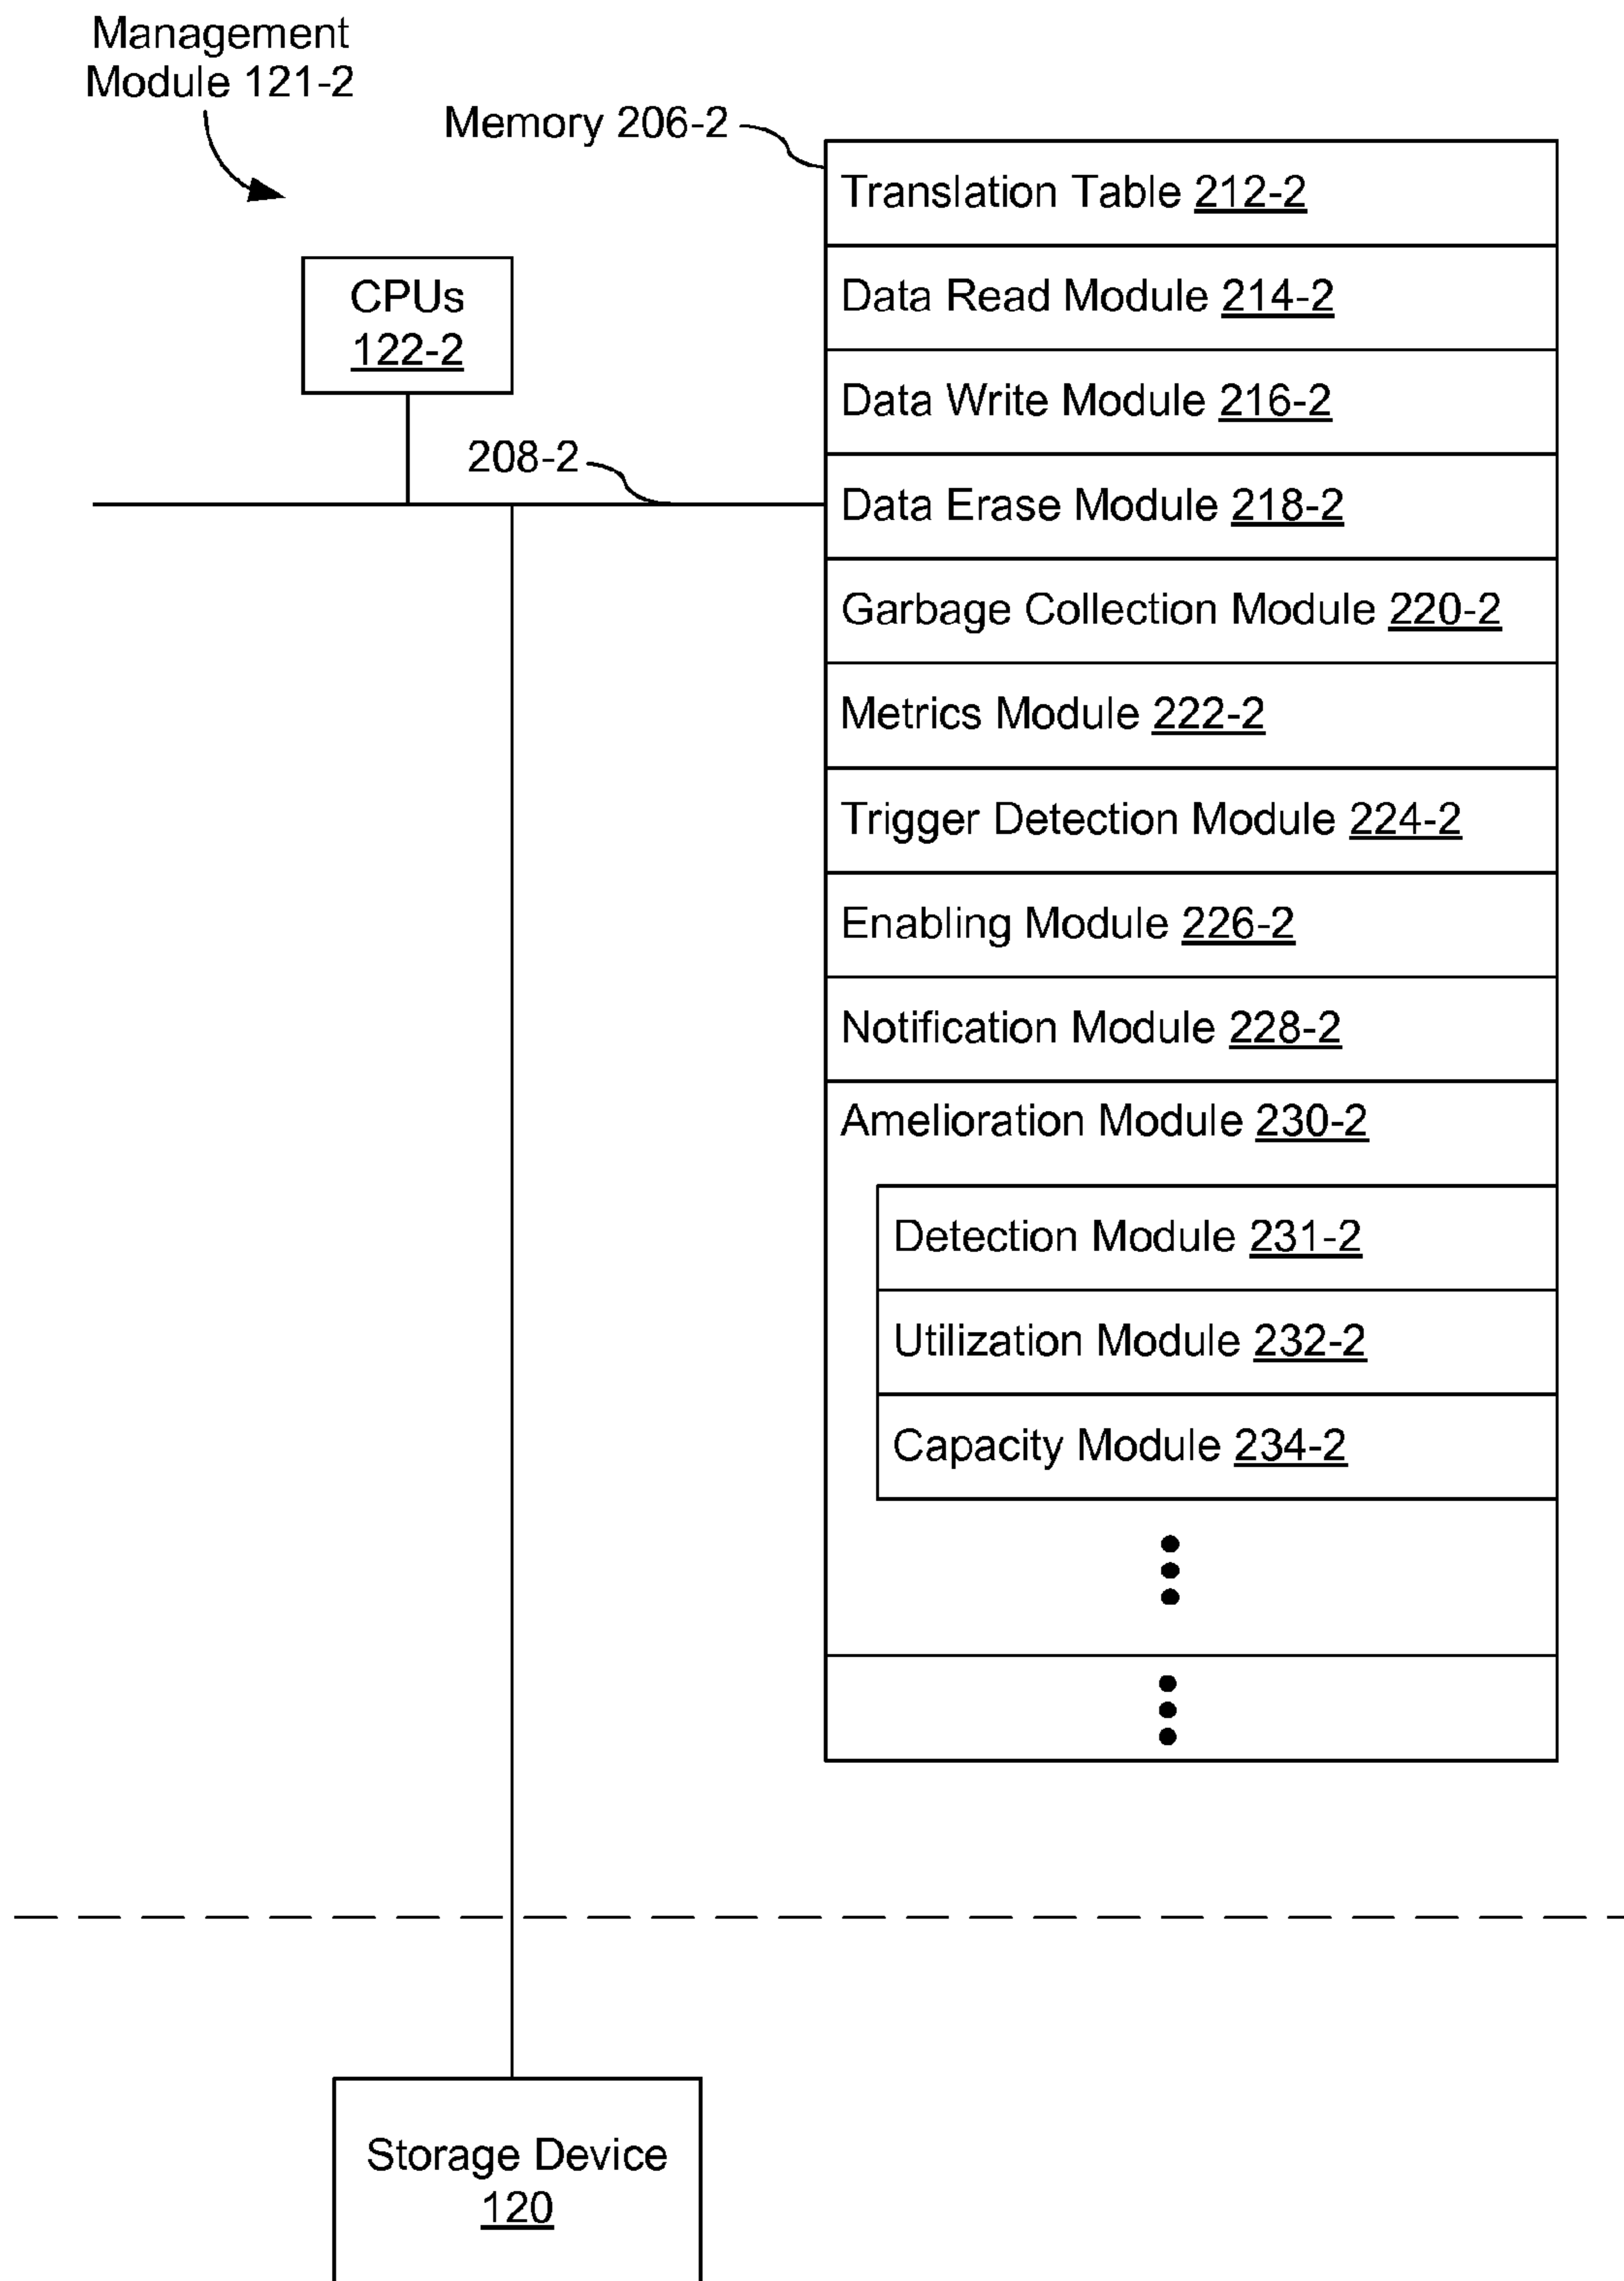 Management
Module 121-2
Memory 206-2
Translation Table 212-2
Data Read Module 214-2
CPUs
122-2
Data Write Module 216-2
208-2
Data Erase Module 218-2
Garbage Collection Module 220-2
Metrics Module 222-2
Trigger Detection Module 224-2
Enabling Module 226-2
Notification Module 228-2
Amelioration Module 230-2
Detection Module 231-2
Utilization Module 232-2
Capacity Module 234-2
Storage Device
120